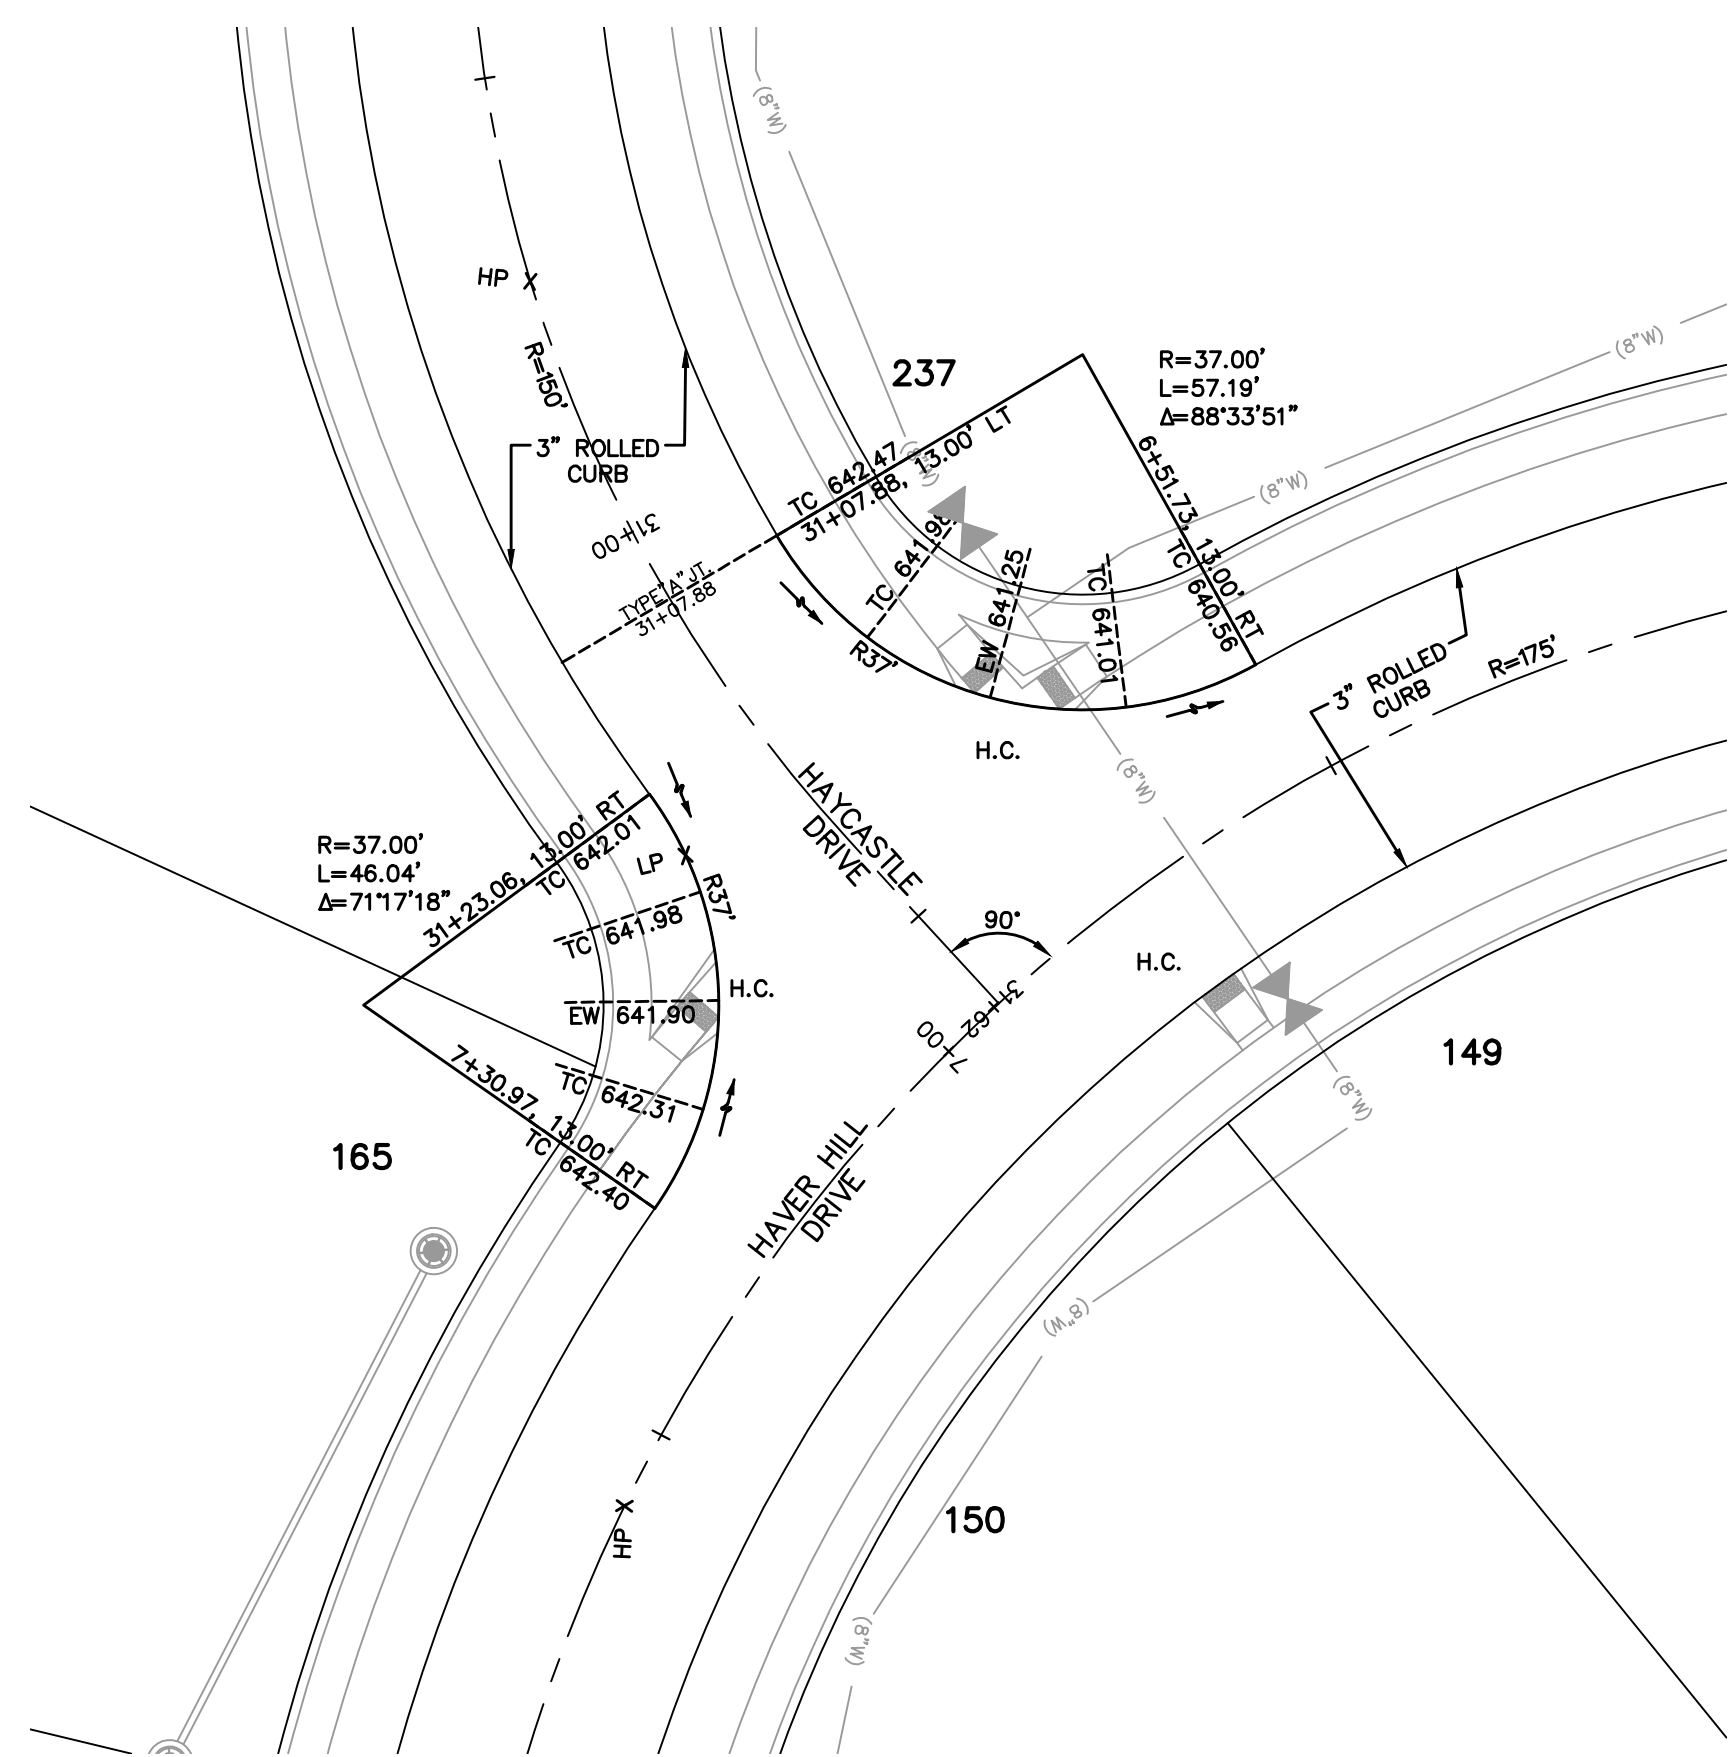 (8"W)
HP
R=150'
237
R=37.00'
L=57.19'
Δ=88°33'51"
(8"W)
3" ROLLED
CURB
TC 642.47
31+07.88, 13.00' LT
(8"W)
6+51.73, 13.00' RT
TC 640.56
(8"W)
31+00
TC 641.98
EW 641.25
TC 641.01
TYPE "A" JT.
31+07.88
R37'
3" ROLLED
CURB
R=175'
H.C.
(8"W)
HAYCASTLE
DRIVE
R=37.00'
L=46.04'
Δ=71°17'18"
31+23.06, 13.00' RT
TC 642.01
LP
R37'
TC 641.98
90°
H.C.
H.C.
EW 641.90
31+62
7+00
149
(8"W)
TC 642.31
7+30.97, 13.00' RT
TC 642.40
165
HAVER HILL
DRIVE
(8"W)
HP
150
(8"W)